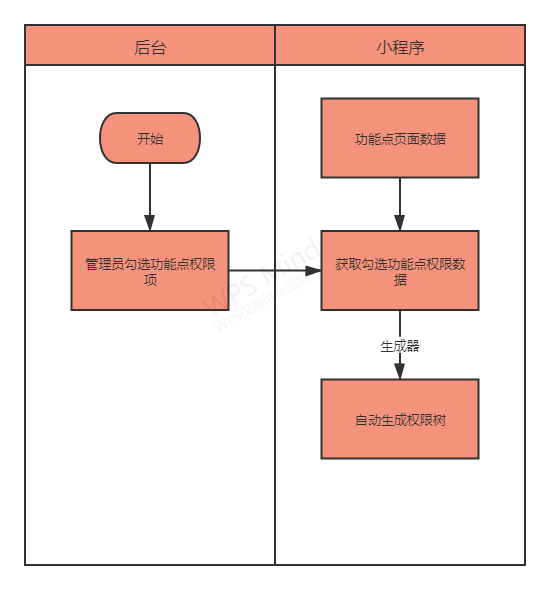 后台
小程序
开始
功能点页面数据
管理员勾选功能点权限
项
获取勾选功能点权限数
据
生成器
自动生成权限树
WPS Mind